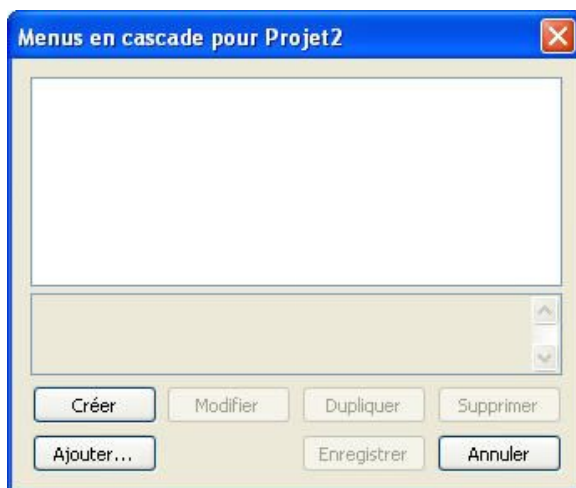 Menus en cascade pour Projet2
Créer Modifier Dupliquer Supprimer
Ajouter... Enregistrer Annuler